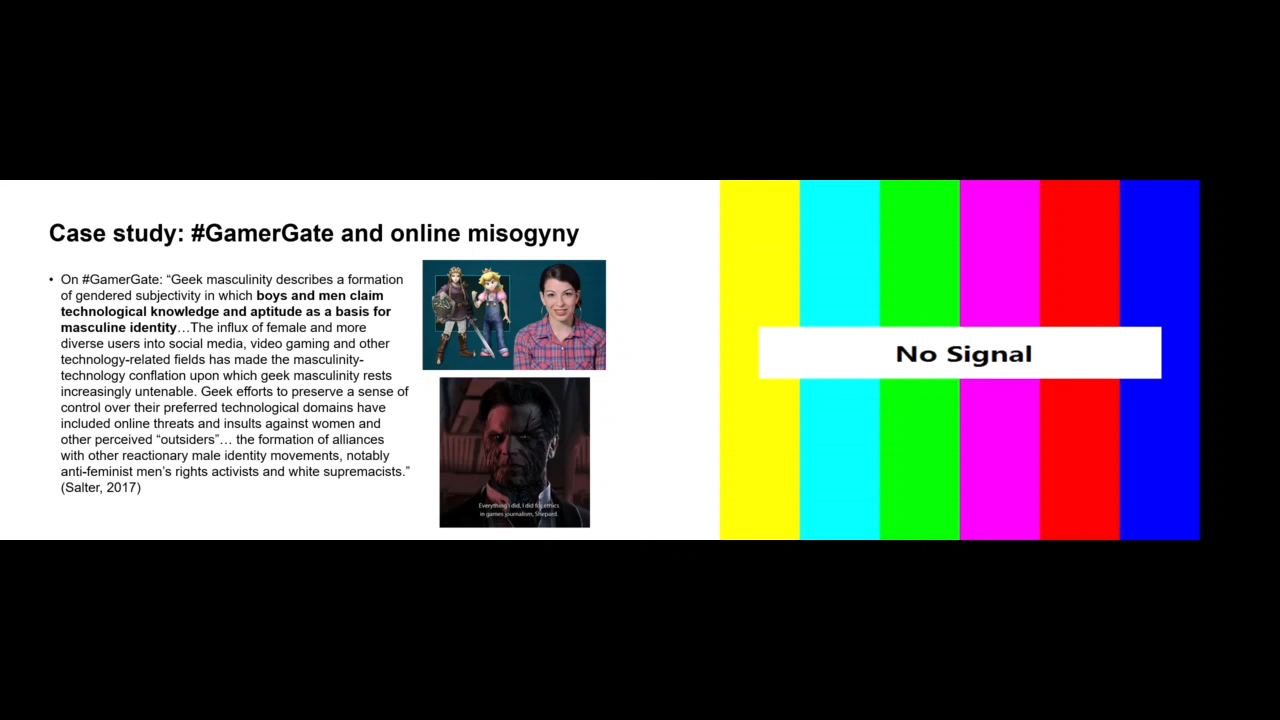 Case study: #GamerGate and online misogyny
• On #GamerGate: “Geek masculinity describes a formation
of gendered subjectivity in which boys and men claim
technological knowledge and aptitude as a basis for
masculine identity…The influx of female and more
diverse users into social media, video gaming and other
technology-related fields has made the masculinity-
technology conflation upon which geek masculinity rests
increasingly untenable. Geek efforts to preserve a sense of
control over their preferred technological domains have
included online threats and insults against women and
other perceived “outsiders”… the formation of alliances
with other reactionary male identity movements, notably
anti-feminist men’s rights activists and white supremacists.”
(Salter, 2017)
Everything I did, I did for ethics
in games journalism, Shepard.
No Signal